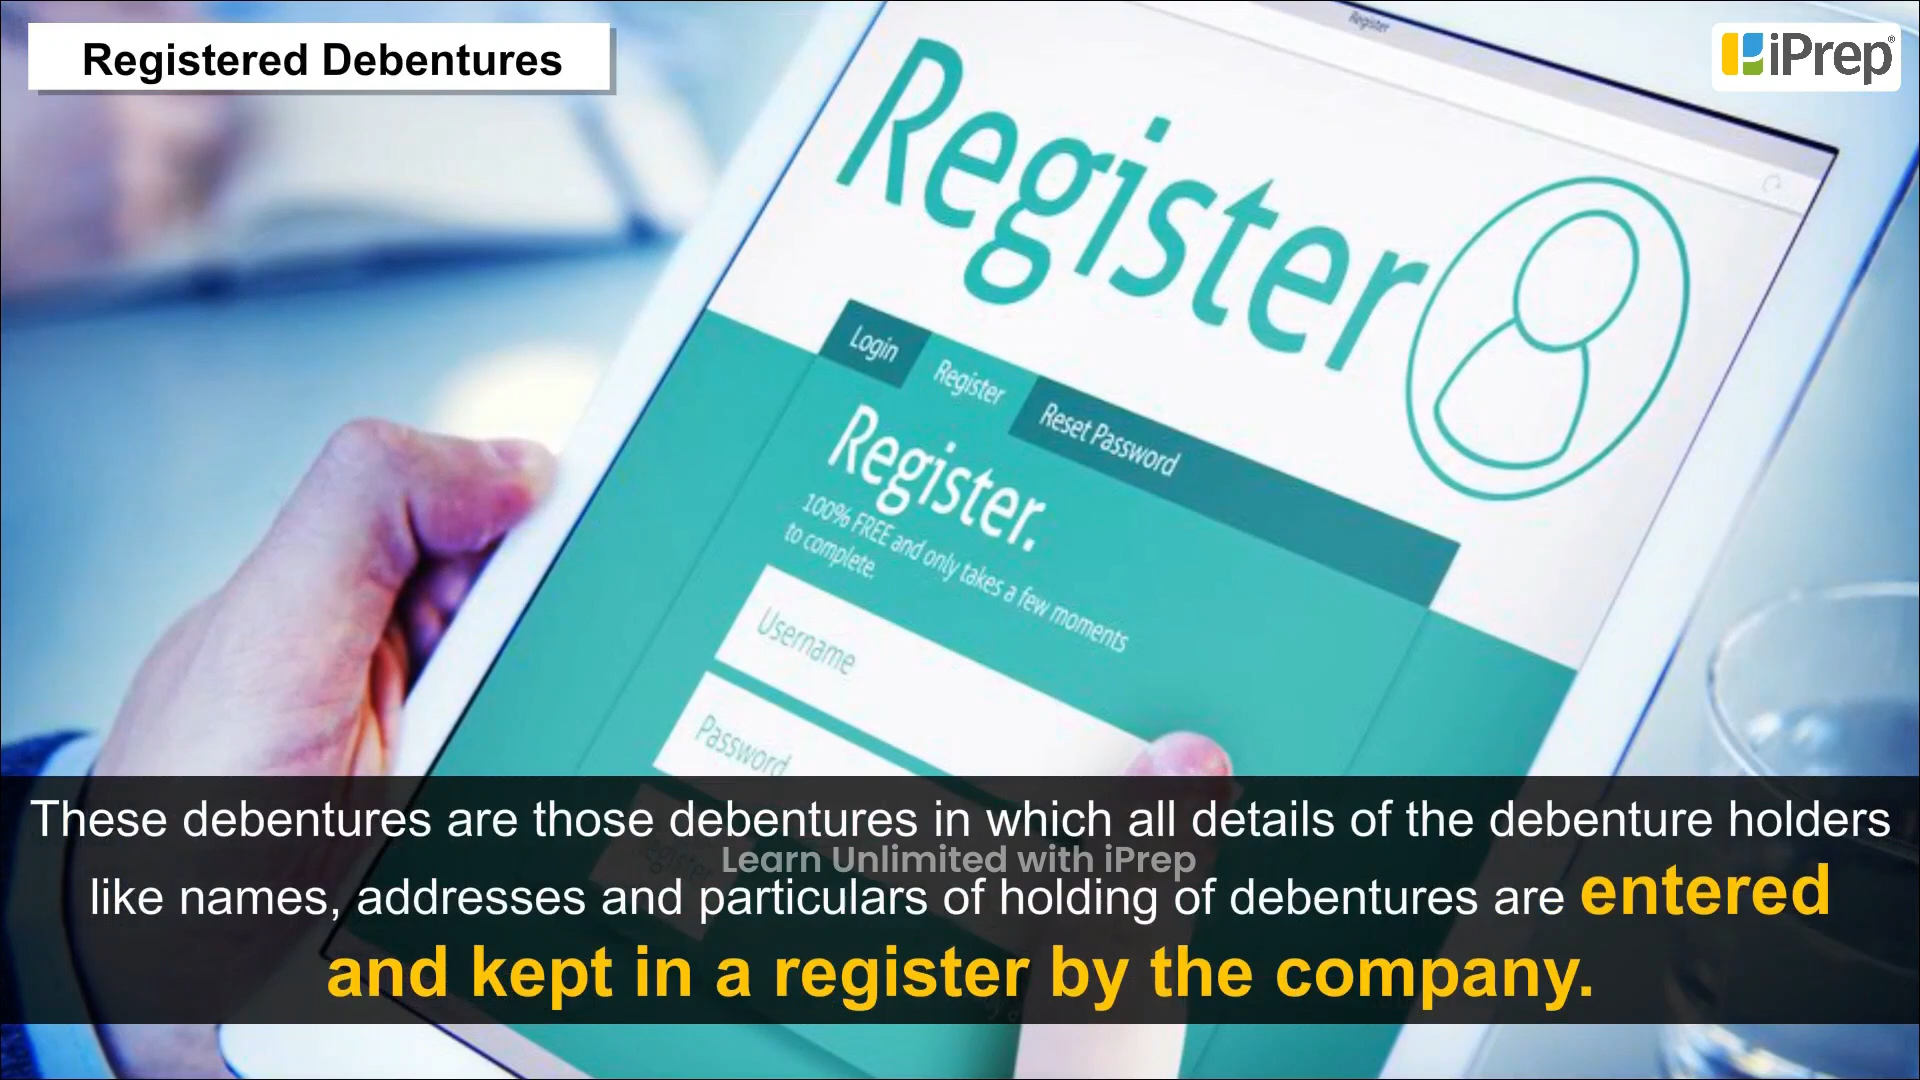 Registered Debentures
iPrep®
Register
Register
Login
Register
Reset Password
Register.
100% FREE and only takes a few moments
to complete.
Username
Password
These debentures are those debentures in which all details of the debenture holders
Register
Learn Unlimited with iPrep
like names, addresses and particulars of holding of debentures are entered
and kept in a register by the company.